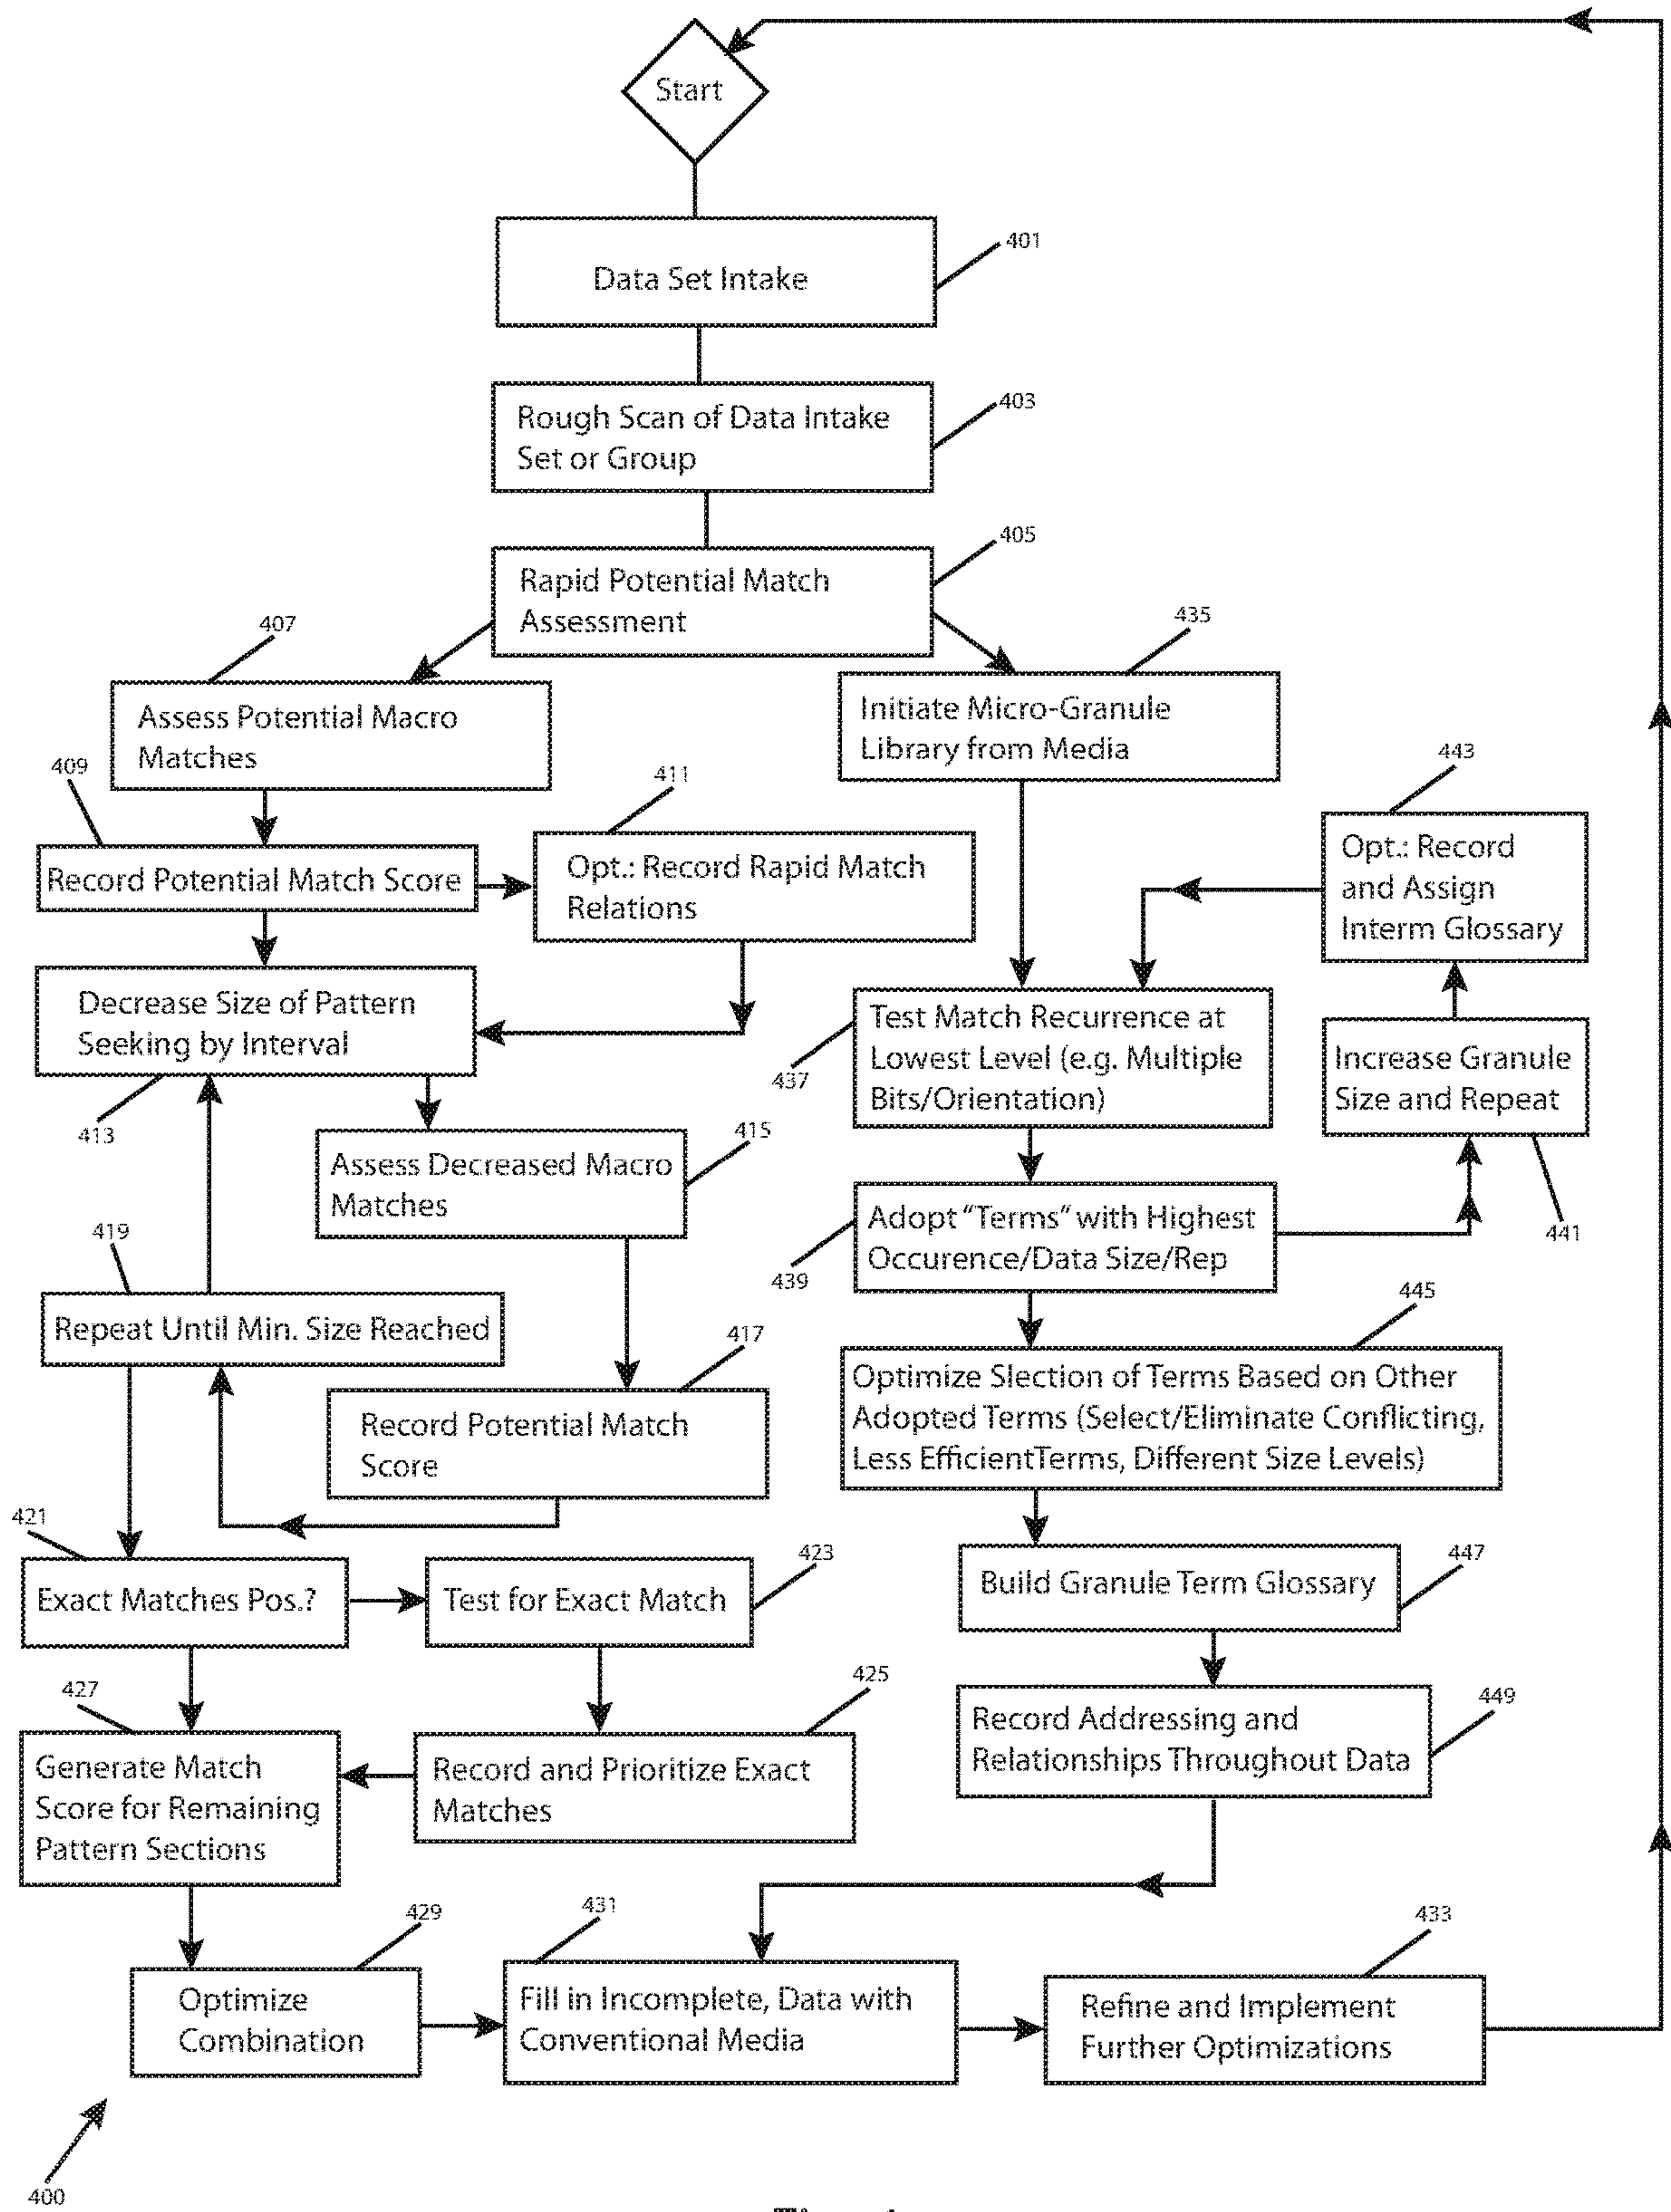 Start
401
Data Set Intake
403
Rough Scan of Data Intake
Set or Group
405
Rapid Potential Match
Assessment
407
Assess Potential Macro
Matches
435
Initiate Micro-Granule
Library from Media
409
Record Potential Match Score
411
Opt.: Record Rapid Match
Relations
443
Opt.: Record
and Assign
Interm Glossary
Decrease Size of Pattern
Seeking by Interval
413
Test Match Recurrence at
Lowest Level (e.g. Multiple
Bits/Orientation)
437
Increase Granule
Size and Repeat
441
415
Assess Decreased Macro
Matches
Adopt “Terms” with Highest
Occurence/Data Size/Rep
439
419
Repeat Until Min. Size Reached
417
Record Potential Match
Score
445
Optimize Slection of Terms Based on Other
Adopted Terms (Select/Eliminate Conflicting,
Less EfficientTerms, Different Size Levels)
421
Exact Matches Pos.?
423
Test for Exact Match
447
Build Granule Term Glossary
427
Generate Match
Score for Remaining
Pattern Sections
425
Record and Prioritize Exact
Matches
449
Record Addressing and
Relationships Throughout Data
429
Optimize
Combination
431
Fill in Incomplete, Data with
Conventional Media
433
Refine and Implement
Further Optimizations
400